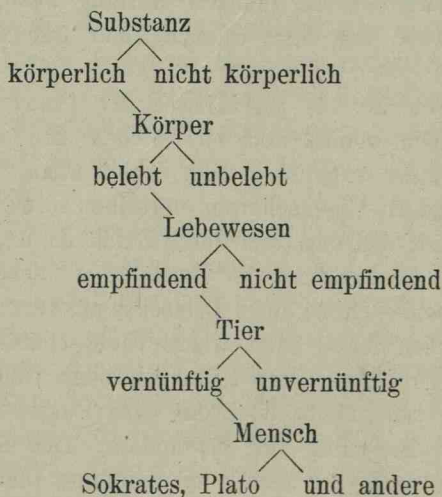 Substanz
körperlich nicht körperlich
Körper
belebt unbelebt
Lebewesen
empfindend nicht empfindend
Tier
vernünftig unvernünftig
Mensch
Sokrates, Plato und andere